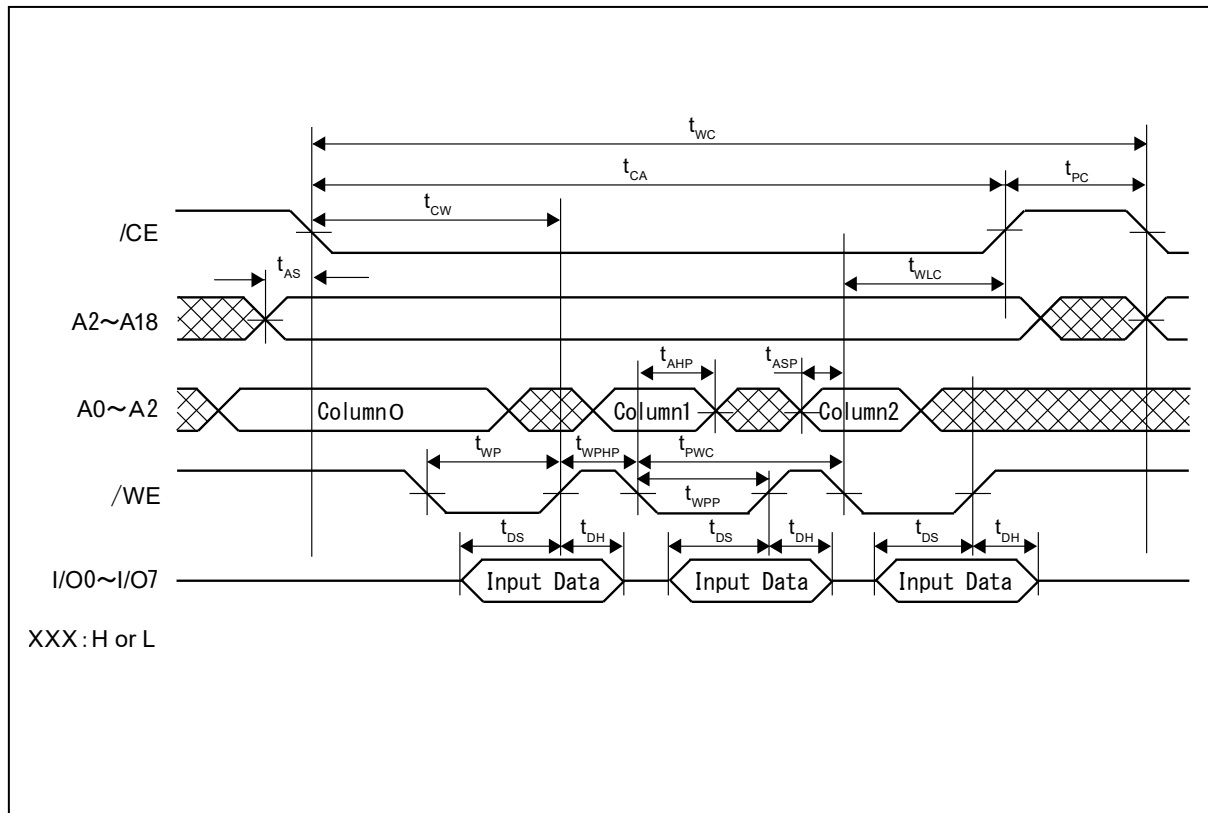 tWC
tCA
tPC
tCW
/CE
tAS
tWLC
A2～A18
tAHP
tASP
A0～A2
Column0
Column1
Column2
tWP
tWPHP
tPWC
/WE
tWPP
tDS
tDH
tDS
tDH
tDS
tDH
I/O0～I/O7
Input Data
Input Data
Input Data
XXX:H or L